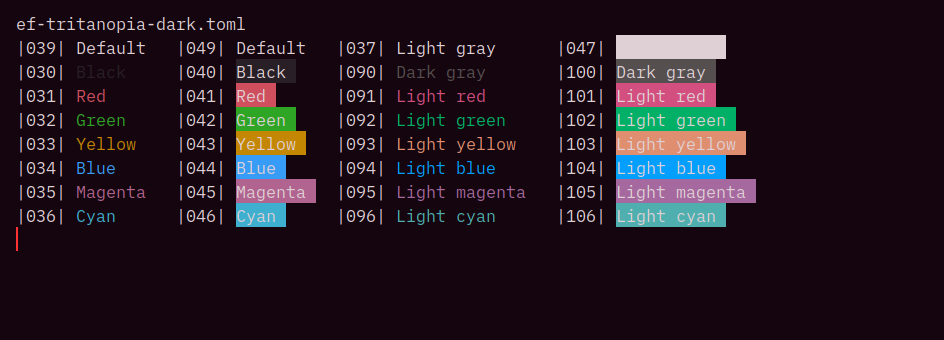 ef-tritanopia-dark.toml
|039| Default |049| Default |037| Light gray |047|
|030| Black |040| Black |090| Dark gray |100| Dark gray
|031| Red |041| Red |091| Light red |101| Light red
|032| Green |042| Green |092| Light green |102| Light green
|033| Yellow |043| Yellow |093| Light yellow |103| Light yellow
|034| Blue |044| Blue |094| Light blue |104| Light blue
|035| Magenta |045| Magenta |095| Light magenta |105| Light magenta
|036| Cyan |046| Cyan |096| Light cyan |106| Light cyan